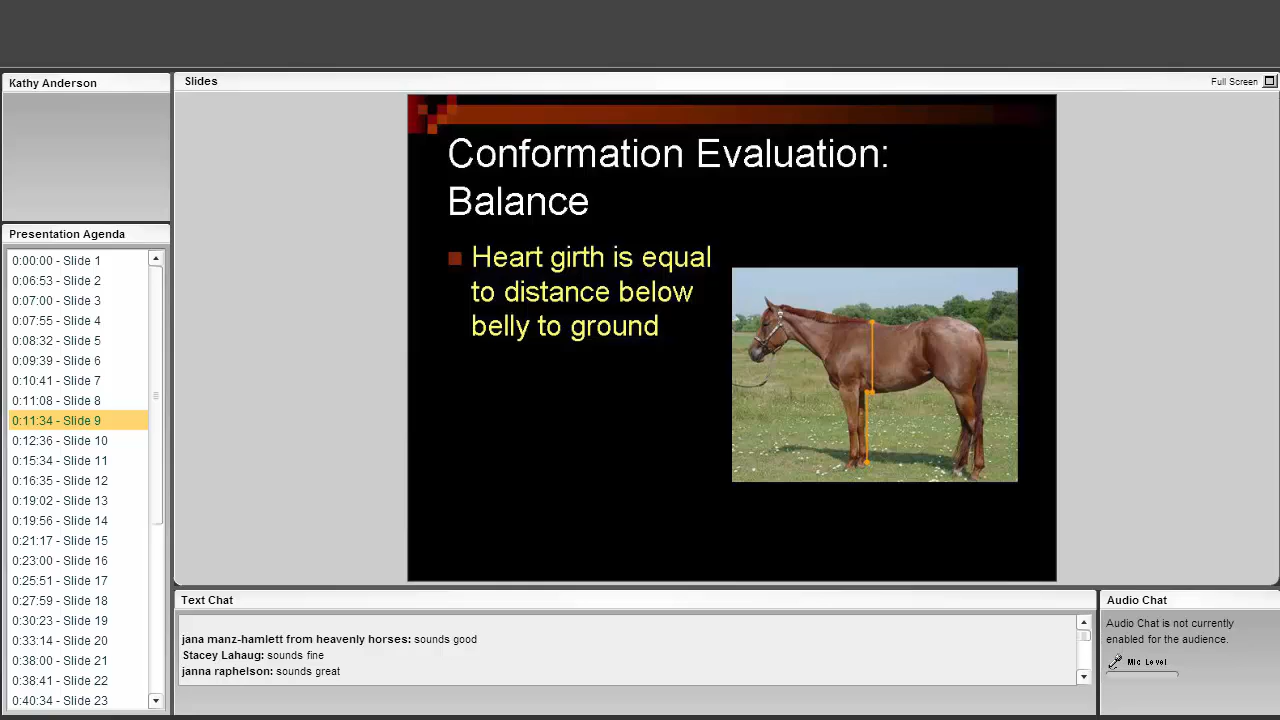 Kathy Anderson
Slides
Full Screen
Conformation Evaluation:
Balance
Heart girth is equal
to distance below
belly to ground
Presentation Agenda
0:00:00 - Slide 1
0:06:53 - Slide 2
0:07:00 - Slide 3
0:07:55 - Slide 4
0:08:32 - Slide 5
0:09:39 - Slide 6
0:10:41 - Slide 7
0:11:08 - Slide 8
0:11:34 - Slide 9
0:12:36 - Slide 10
0:15:34 - Slide 11
0:16:35 - Slide 12
0:19:02 - Slide 13
0:19:56 - Slide 14
0:21:17 - Slide 15
0:23:00 - Slide 16
0:25:51 - Slide 17
0:27:59 - Slide 18
0:30:23 - Slide 19
0:33:14 - Slide 20
0:38:00 - Slide 21
0:38:41 - Slide 22
0:40:34 - Slide 23
Text Chat
jana manz-hamlett from heavenly horses: sounds good
Stacey Lahaug: sounds fine
janna raphelson: sounds great
Audio Chat
Audio Chat is not currently
enabled for the audience.
Mic Level